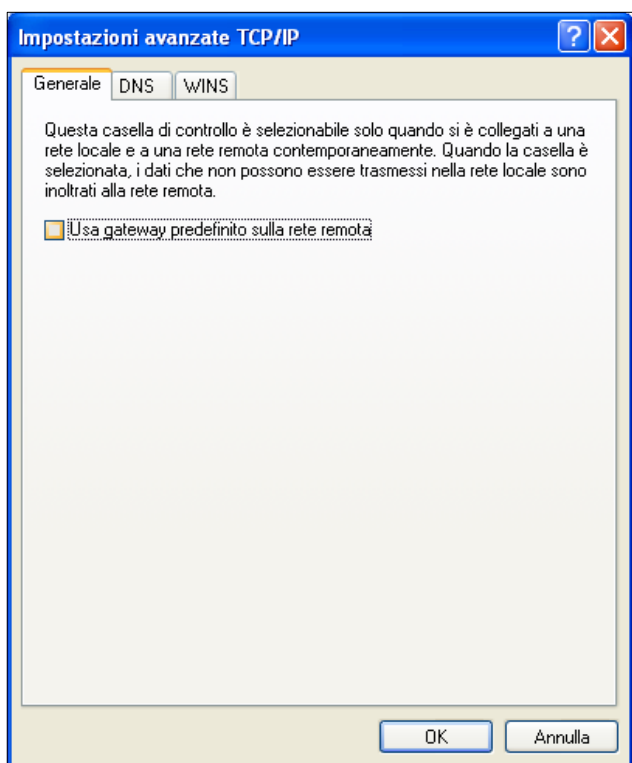 Impostazioni avanzate TCP/IP
Generale DNS WINS
Questa casella di controllo è selezionabile solo quando si è collegati a una
rete locale e a una rete remota contemporaneamente. Quando la casella è
selezionata, i dati che non possono essere trasmessi nella rete locale sono
inoltrati alla rete remota.
Usa gateway predefinito sulla rete remota
OK Annulla